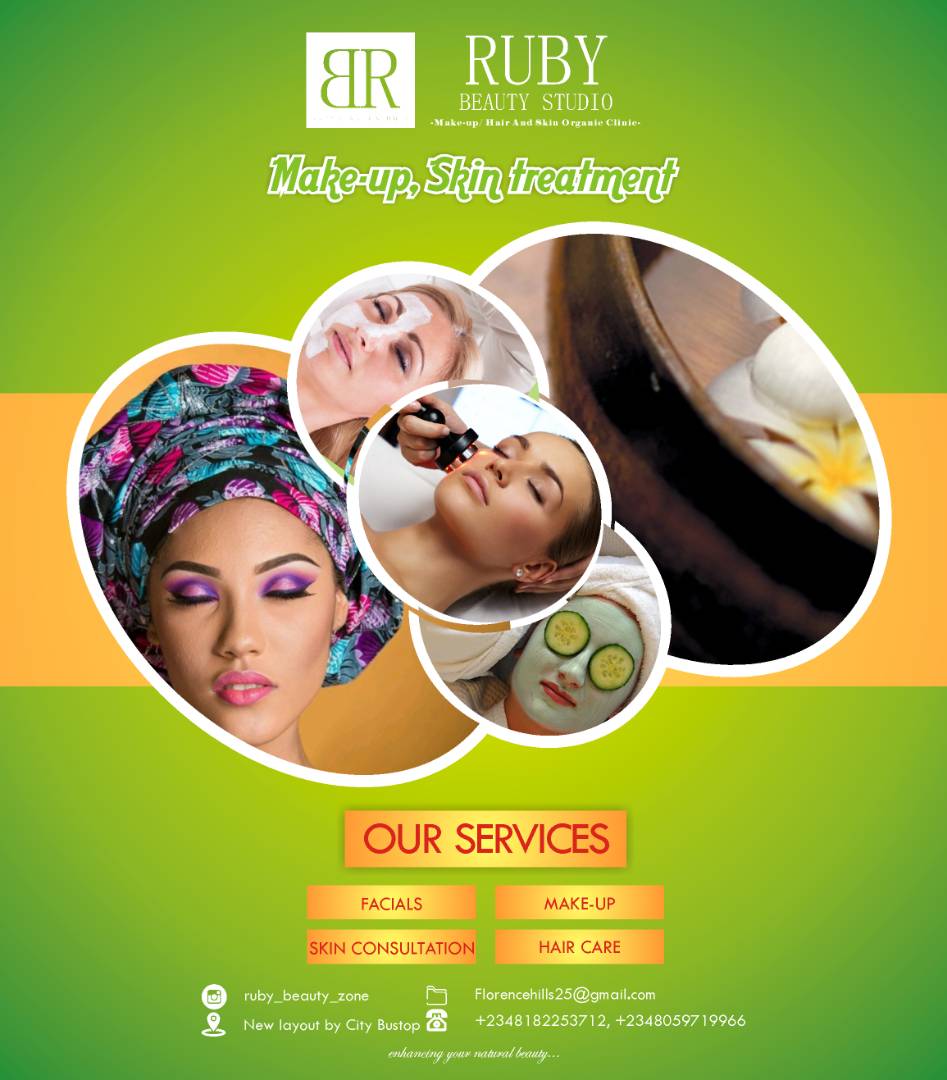 BR
RUBY
BEAUTY STUDIO
-Make-up/ Hair And Skin Organic Clinic-
Make-up, Skin treatment
OUR SERVICES
FACIALS
MAKE-UP
SKIN CONSULTATION
HAIR CARE
ruby_beauty_zone
Florencehills25@gmail.com
New layout by City Bustop
+2348182253712, +2348059719966
enhancing your natural beauty...